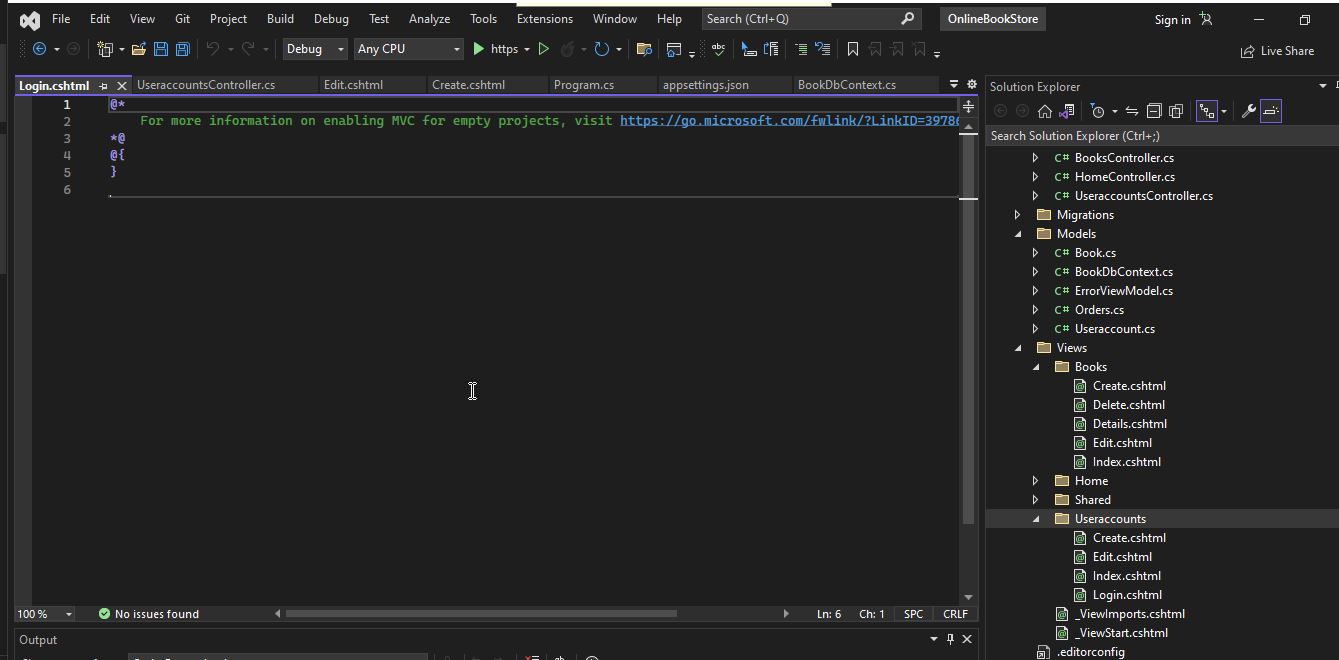 File Edit View Git Project Build Debug Test Analyze Tools Extensions Window Help Search (Ctrl+Q) OnlineBookStore Sign in
Debug Any CPU https Live Share
Login.cshtml UseraccountsController.cs Edit.cshtml Create.cshtml Program.cs appsettings.json BookDbContext.cs
1 @*
2 For more information on enabling MVC for empty projects, visit https://go.microsoft.com/fwlink/?LinkID=39786
3 *@
4 @{
5 }
6
100 % No issues found Ln: 6 Ch: 1 SPC CRLF
Output
Solution Explorer
Search Solution Explorer (Ctrl+;)
C# BooksController.cs
C# HomeController.cs
C# UseraccountsController.cs
Migrations
Models
C# Book.cs
C# BookDbContext.cs
C# ErrorViewModel.cs
C# Orders.cs
C# Useraccount.cs
Views
Books
Create.cshtml
Delete.cshtml
Details.cshtml
Edit.cshtml
Index.cshtml
Home
Shared
Useraccounts
Create.cshtml
Edit.cshtml
Index.cshtml
Login.cshtml
_ViewImports.cshtml
_ViewStart.cshtml
.editorconfig